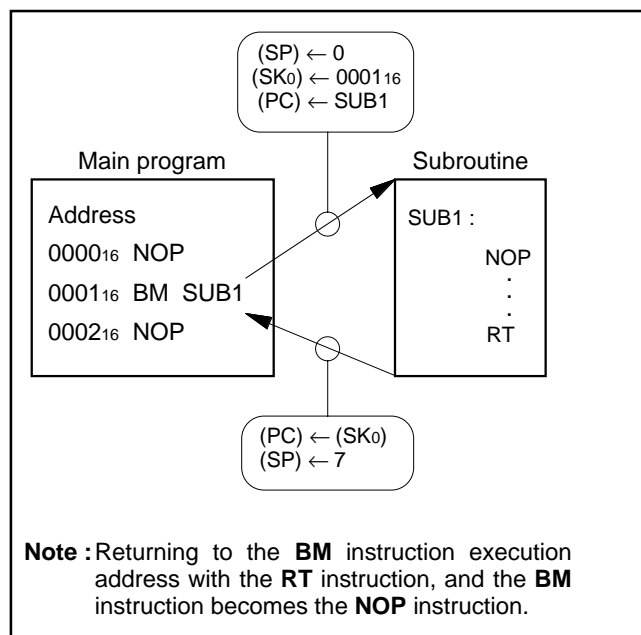 (SP) ← 0
(SK₀) ← 0001₁₆
(PC) ← SUB1
Main program
Subroutine
Address
0000₁₆ NOP
0001₁₆ BM SUB1
0002₁₆ NOP
SUB1 :
NOP
.
.
.
RT
(PC) ← (SK₀)
(SP) ← 7
Note : Returning to the BM instruction execution
address with the RT instruction, and the BM
instruction becomes the NOP instruction.